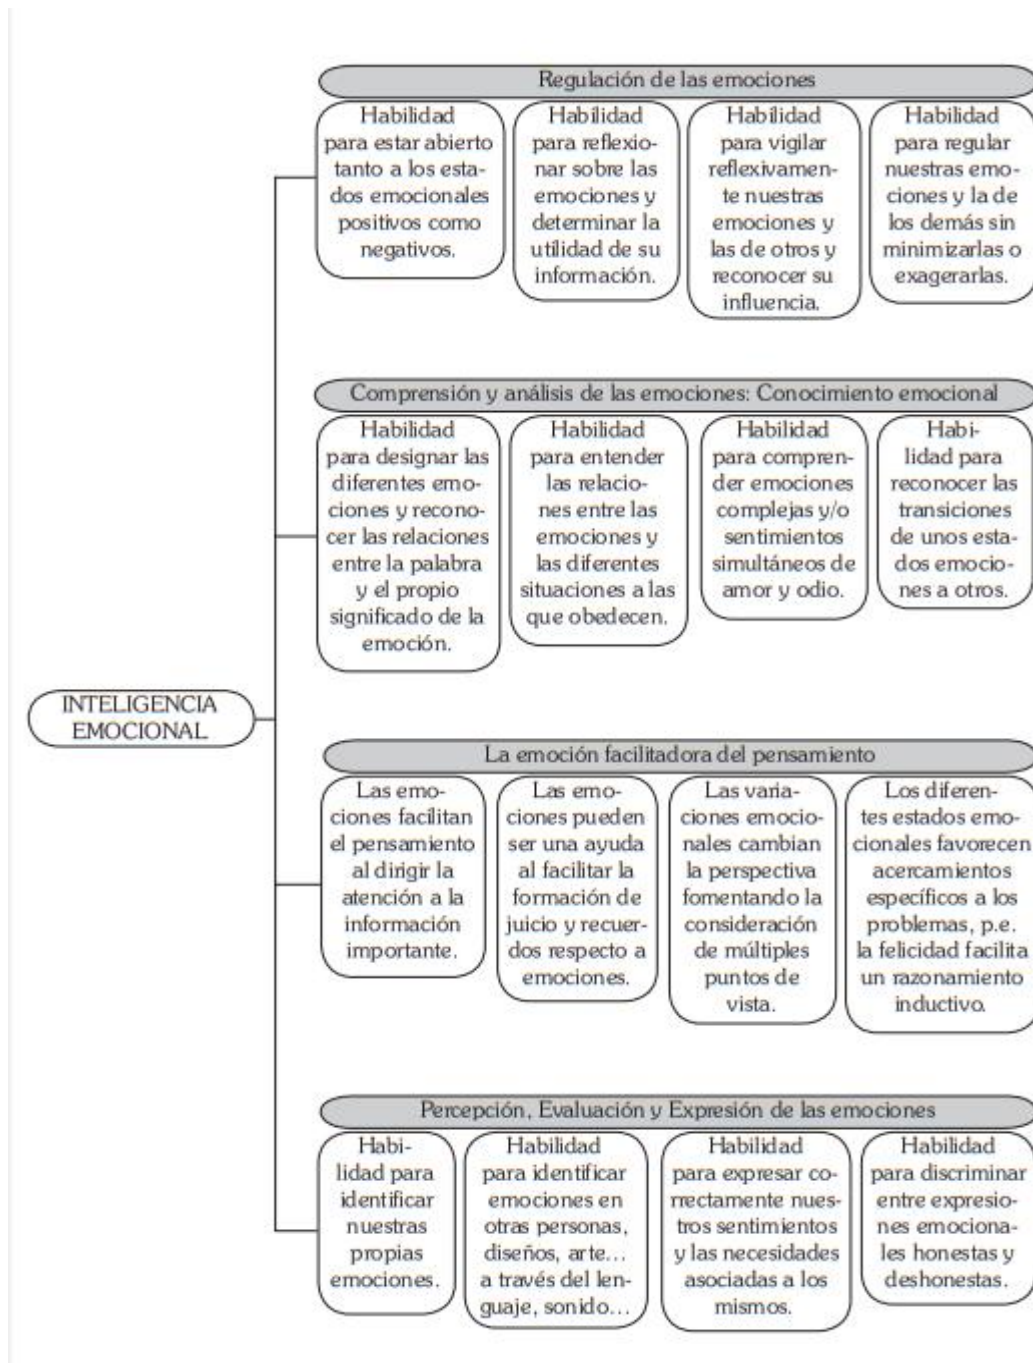 Regulación de las emociones
Habilidad
para estar abierto
tanto a los esta-
dos emocionales
positivos como
negativos.
Habilidad
para reflexio-
nar sobre las
emociones y
determinar la
utilidad de su
información.
Habilidad
para vigilar
reflexivamen-
te nuestras
emociones y
las de otros y
reconocer su
influencia.
Habilidad
para regular
nuestras emo-
ciones y la de
los demás sin
minimizarlas o
exagerarlas.
Comprensión y análisis de las emociones: Conocimiento emocional
Habilidad
para designar las
diferentes emo-
ciones y recono-
cer las relaciones
entre la palabra
y el propio
significado de la
emoción.
Habilidad
para entender
las relacio-
nes entre las
emociones y
las diferentes
situaciones a las
que obedecen.
Habilidad
para compren-
der emociones
complejas y/o
sentimientos
simultáneos de
amor y odio.
Habi-
lidad para
reconocer las
transiciones
de unos esta-
dos emocio-
nes a otros.
INTELIGENCIA
EMOCIONAL
La emoción facilitadora del pensamiento
Las emo-
ciones facilitan
el pensamiento
al dirigir la
atención a la
información
importante.
Las emo-
ciones pueden
ser una ayuda
al facilitar la
formación de
juicio y recuer-
dos respecto a
emociones.
Las varia-
ciones emocio-
nales cambian
la perspectiva
fomentando la
consideración
de múltiples
puntos de
vista.
Los diferen-
tes estados emo-
cionales favorecen
acercamientos
específicos a los
problemas, p.e.
la felicidad facilita
un razonamiento
inductivo.
Percepción, Evaluación y Expresión de las emociones
Habi-
lidad para
identificar
nuestras
propias
emociones.
Habilidad
para identificar
emociones en
otras personas,
diseños, arte...
a través del len-
guaje, sonido...
Habilidad
para expresar co-
rrectamente nues-
tros sentimientos
y las necesidades
asociadas a los
mismos.
Habilidad
para discriminar
entre expresio-
nes emociona-
les honestas y
deshonestas.